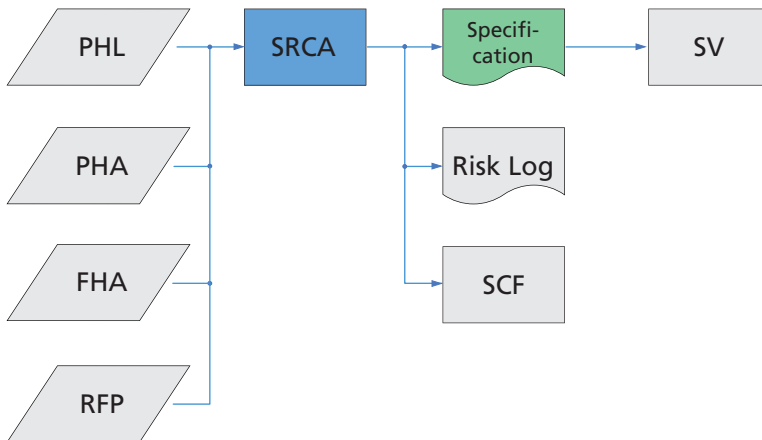 PHL
SRCA
Specifi-
cation
SV
PHA
Risk Log
FHA
SCF
RFP